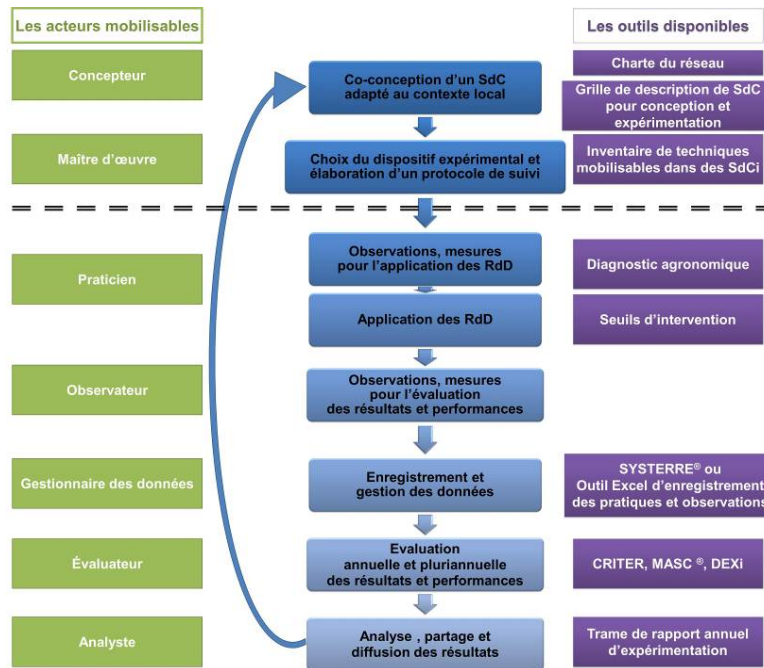 Les acteurs mobilisables
Concepteur
Maître d'œuvre
Praticien
Observateur
Gestionnaire des données
Évaluateur
Analyste
Co-conception d'un SdC
adapté au contexte local
Choix du dispositif expérimental et
élaboration d'un protocole de suivi
Observations, mesures
pour l'application des RdD
Application des RdD
Observations, mesures
pour l'évaluation
des résultats et performances
Enregistrement et
gestion des données
Evaluation
annuelle et pluriannuelle
des résultats et performances
Analyse , partage et
diffusion des résultats
Les outils disponibles
Charte du réseau
Grille de description de SdC
pour conception et
expérimentation
Inventaire de techniques
mobilisables dans des SdCi
Diagnostic agronomique
Seuils d'intervention
SYSTERRE® ou
Outil Excel d'enregistrement
des pratiques et observations
CRITER, MASC ®, DEXi
Trame de rapport annuel
d'expérimentation